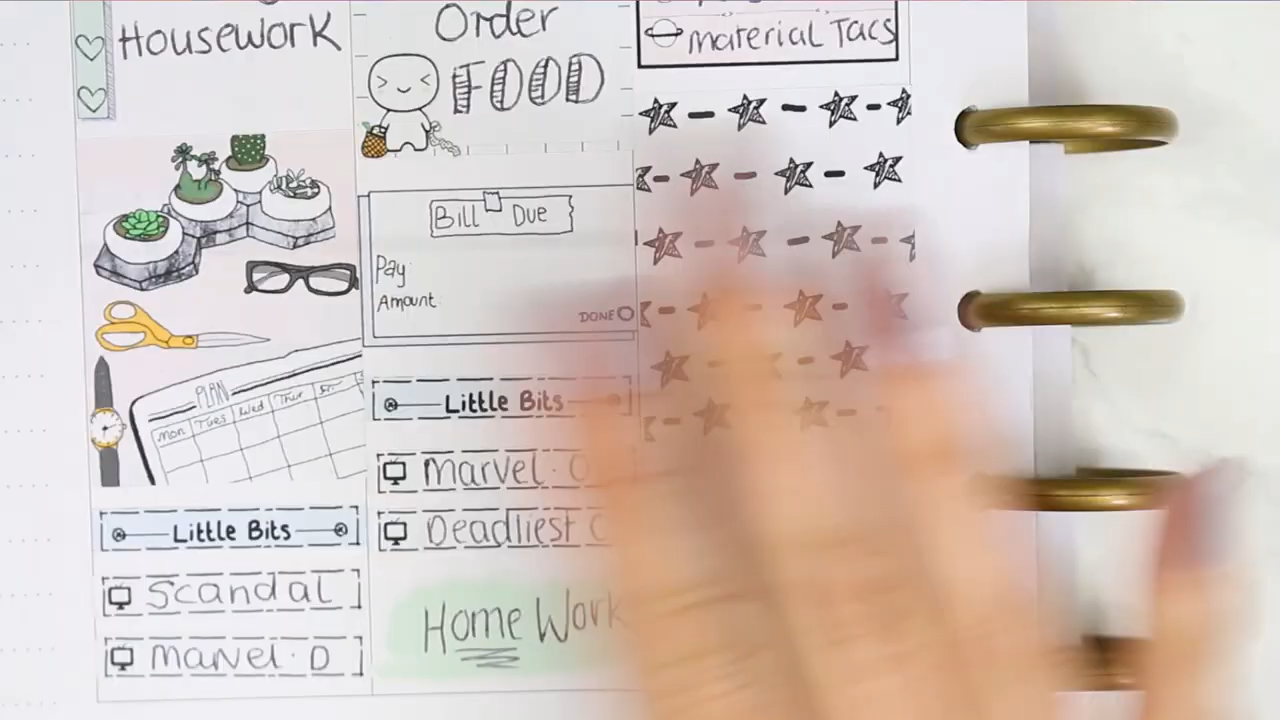 Housework
Order
FOOD
material Tacs
Bill Due
Pay:
Amount:
DONE
PLAN
Mon Tues Wed Thur
Little Bits
Marvel.
Deadliest
Little Bits
Scandal
Marvel. D
Home Work